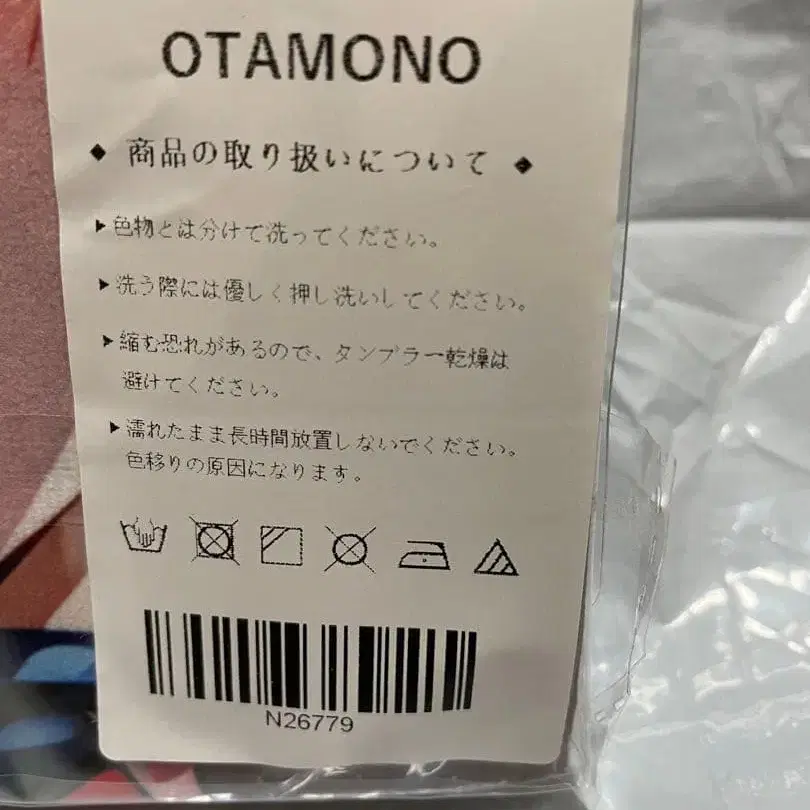 OTAMONO
◆ 商品の取り扱いについて ◆
▶色物とは分けて洗ってください。
▶洗う際には優しく押し洗いしてください。
▶縮む恐れがあるので、タンブラー乾燥は
避けてください。
▶濡れたまま長時間放置しないでください。
色移りの原因になります。
N26779